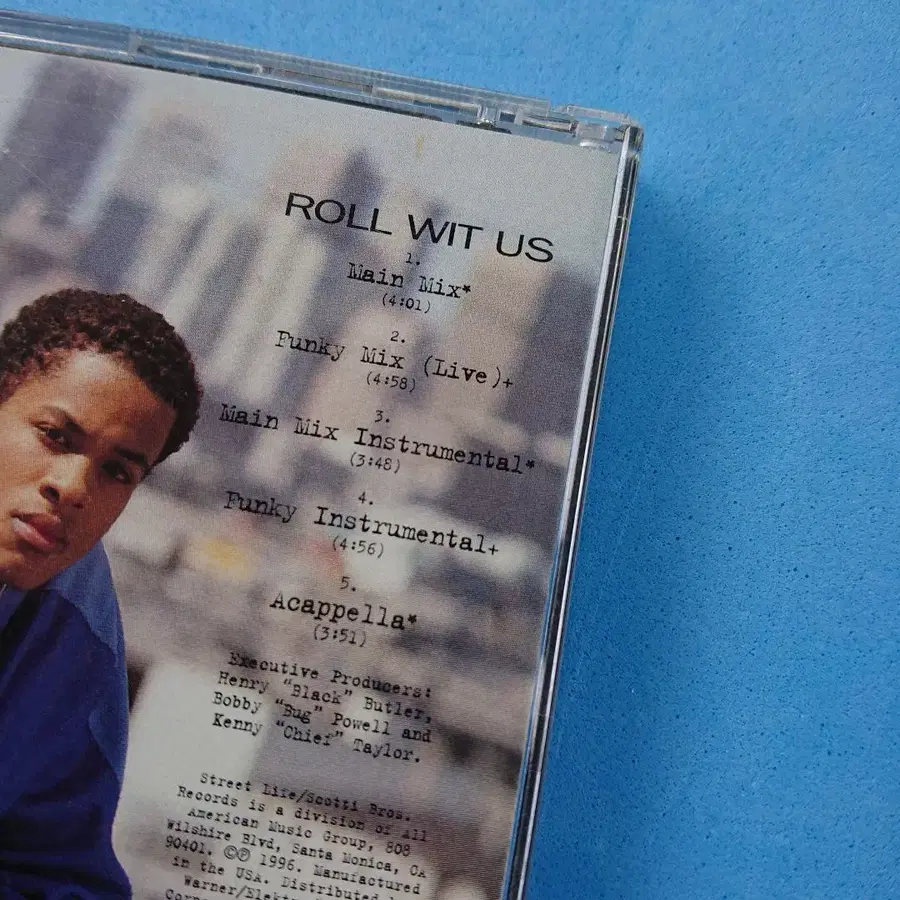 ROLL WIT US
1.
Main Mix*
(4:01)
2.
Funky Mix (Live)+
(4:58)
3.
Main Mix Instrumental*
(3:48)
4.
Funky Instrumental+
(4:56)
5.
Acappella*
(3:51)
Executive Producers:
Henry "Black" Butler,
Bobby "Bug" Powell and
Kenny "Chief" Taylor.
Street Life/Scotti Bros.
Records is a division of All
American Music Group, 808
Wilshire Blvd, Santa Monica, CA
90401. ©℗ 1996. Manufactured
in the USA. Distributed
Warner/Elekt